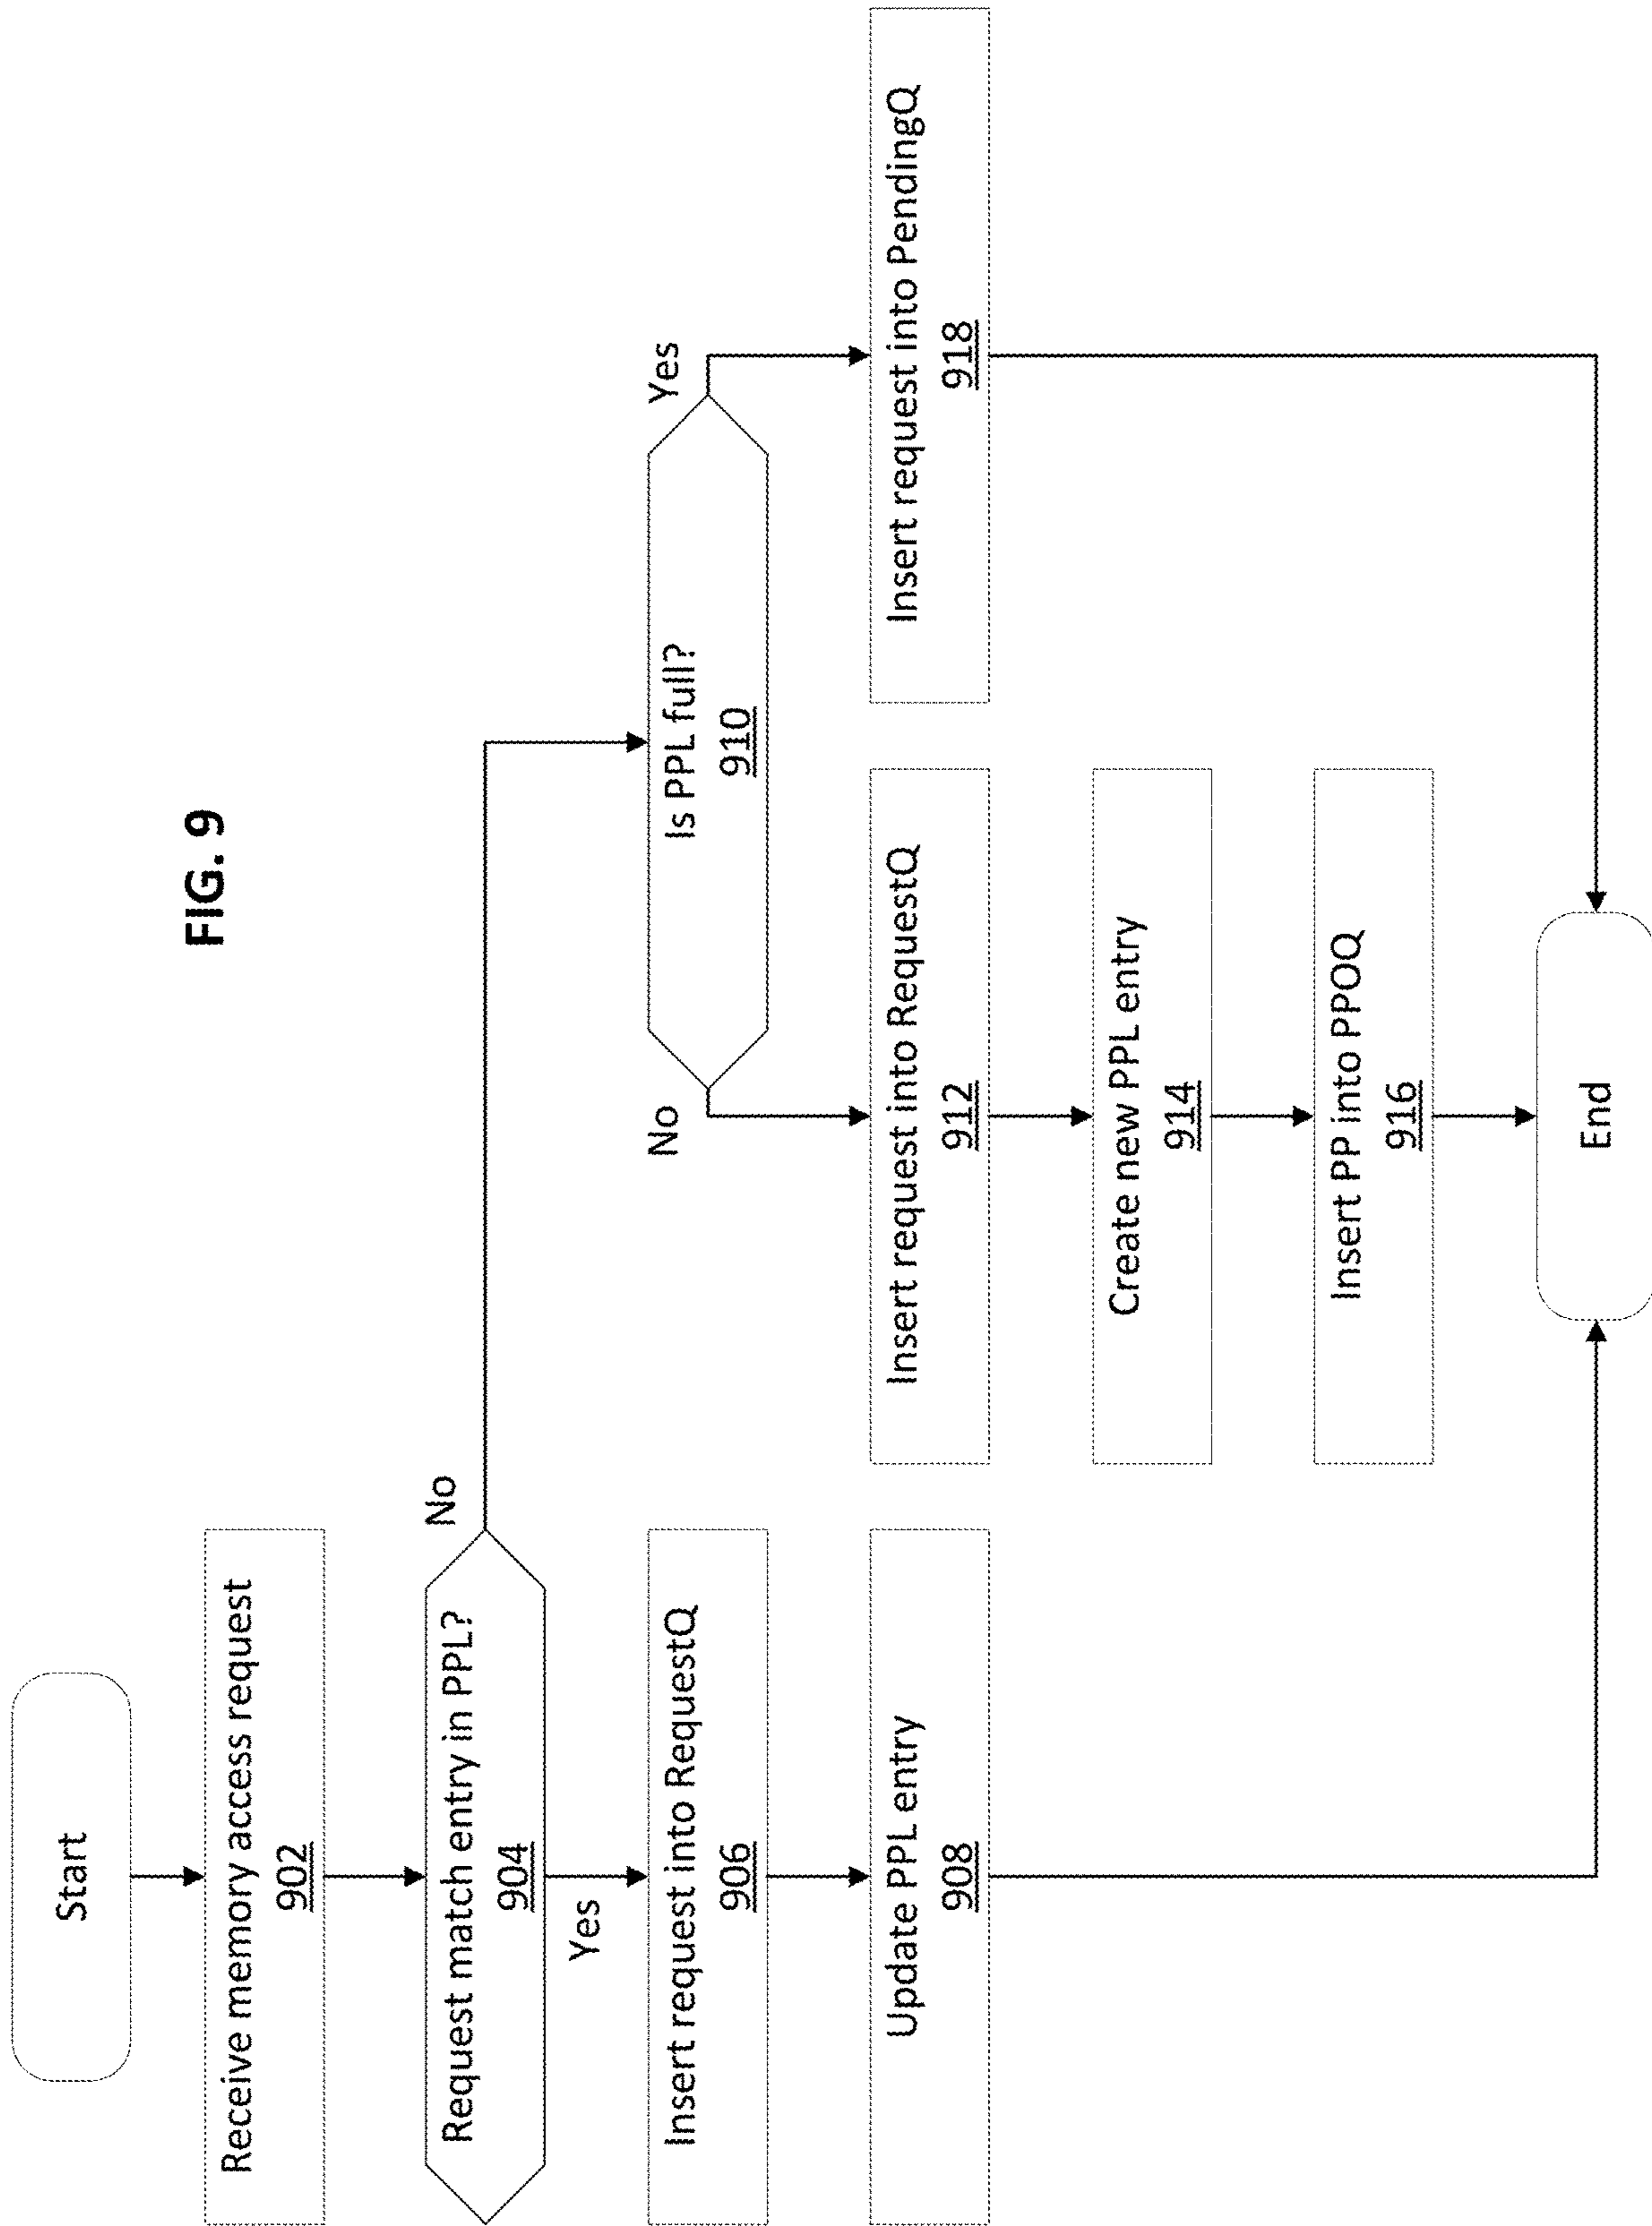 FIG. 9
Start
Receive memory access request
902
Request match entry in PPL?
904
No
Yes
Insert request into RequestQ
906
Update PPL entry
908
Is PPL full?
910
No
Yes
Insert request into RequestQ
912
Create new PPL entry
914
Insert PP into PPOQ
916
Insert request into PendingQ
918
End